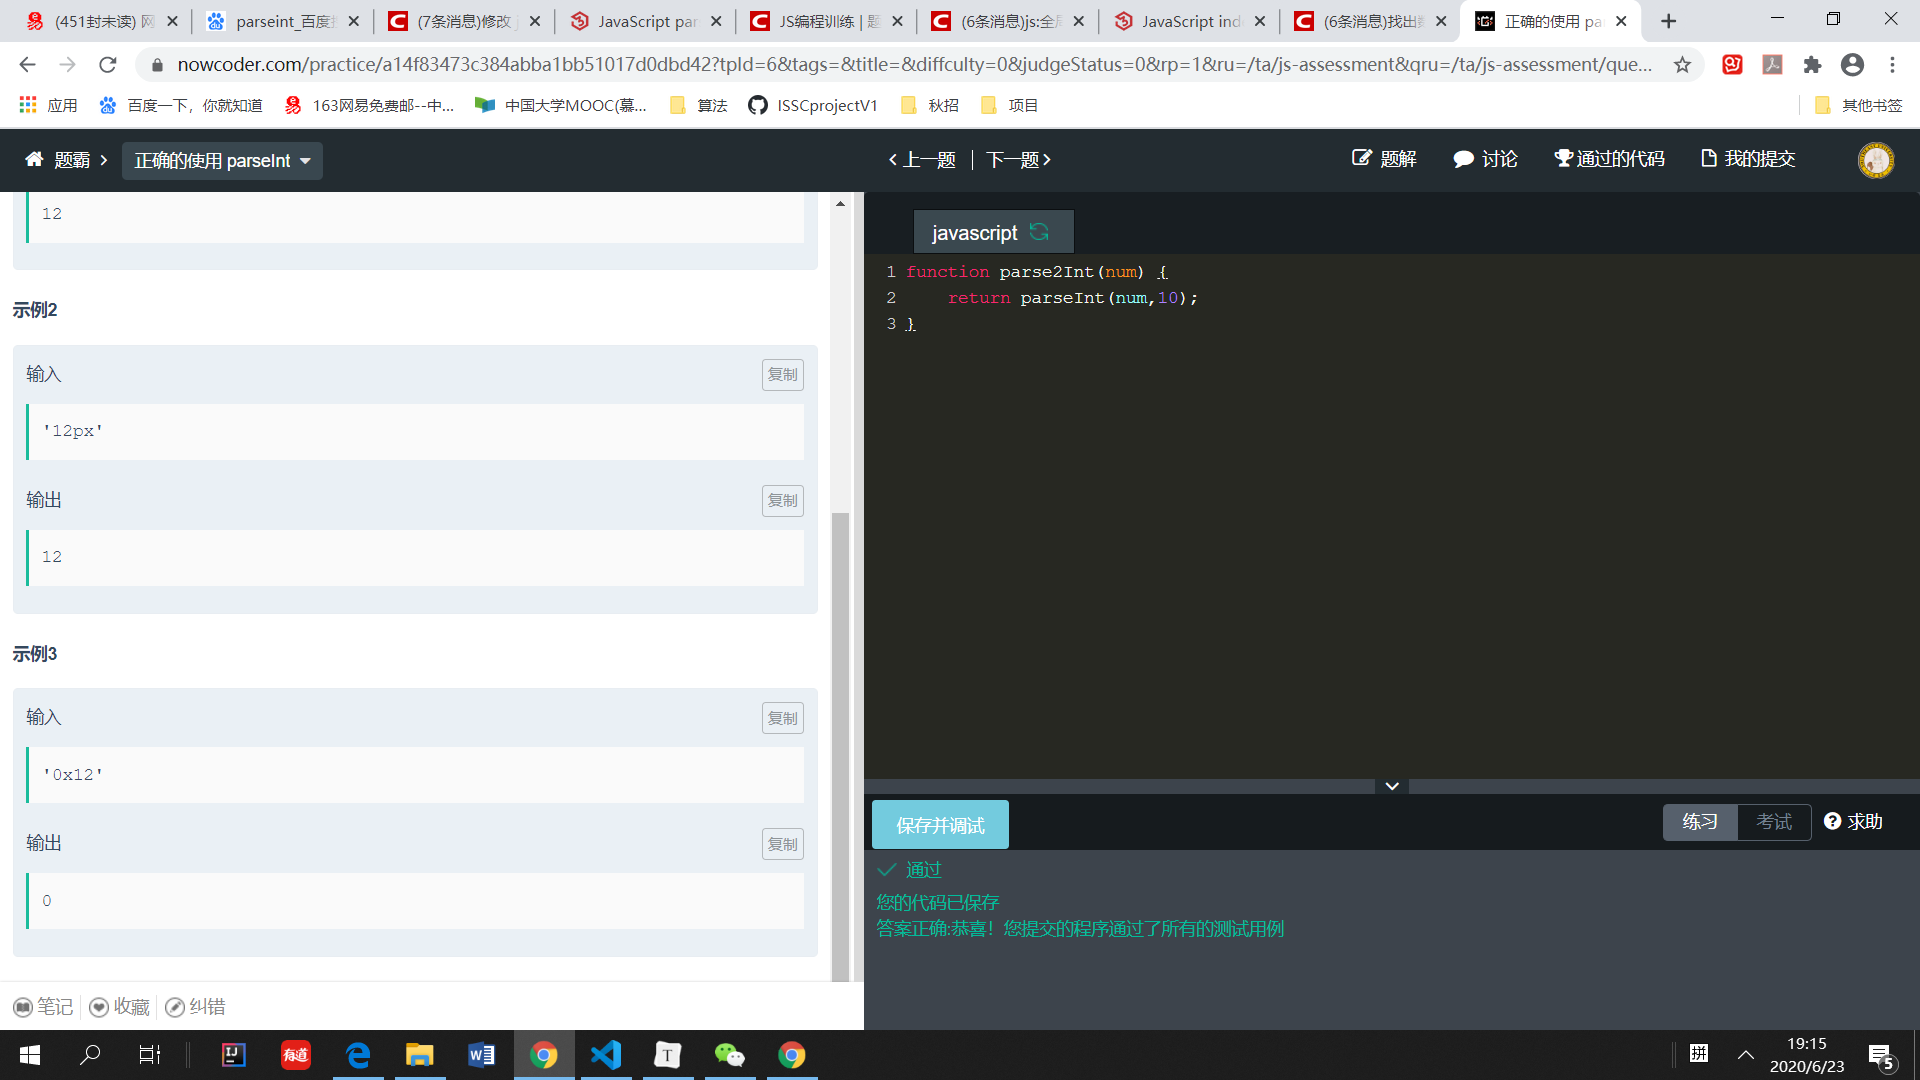 (451封未读) 网
parseint_百度搜
(7条消息)修改 j
JavaScript par
JS编程训练 | 题
(6条消息)js:全局
JavaScript ind
(6条消息)找出数
正确的使用 pa
nowcoder.com/practice/a14f83473c384abba1bb51017d0dbd42?tpId=6&tags=&title=&diffculty=0&judgeStatus=0&rp=1&ru=/ta/js-assessment&qru=/ta/js-assessment/que...
应用
百度一下，你就知道
163网易免费邮--中...
中国大学MOOC(慕...
算法
ISSCprojectV1
秋招
项目
其他书签
题霸
正确的使用 parseInt
上一题 | 下一题
题解
讨论
通过的代码
我的提交
12
示例2
输入
复制
'12px'
输出
复制
12
示例3
输入
复制
'0x12'
输出
复制
0
笔记
收藏
纠错
javascript
1 function parse2Int(num) {
2 return parseInt(num,10);
3 }
保存并调试
练习
考试
求助
通过
您的代码已保存
答案正确:恭喜！您提交的程序通过了所有的测试用例
有道
拼
19:15
2020/6/23
5